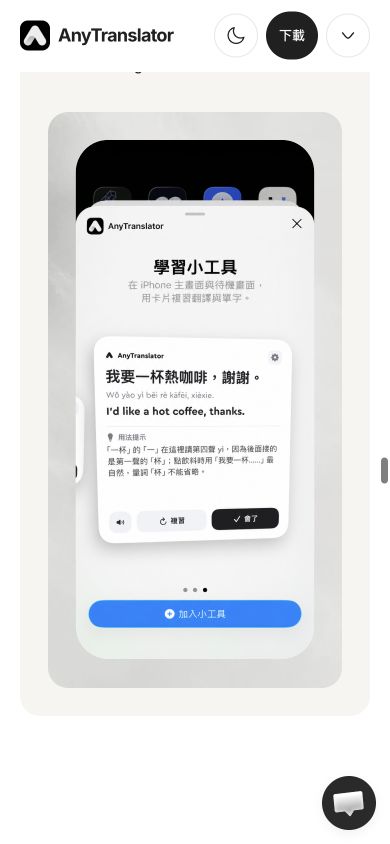 AnyTranslator
下載
AnyTranslator
學習小工具
在 iPhone 主畫面與待機畫面，
用卡片複習翻譯與單字。
AnyTranslator
我要一杯熱咖啡，謝謝。
Wǒ yào yì bēi rè kāfēi, xièxie.
I'd like a hot coffee, thanks.
用法提示
「一杯」的「一」在這裡讀第四聲 yì，因為後面接的
是第一聲的「杯」；點飲料時用「我要一杯……」最
自然，量詞「杯」不能省略。
複習
會了
加入小工具